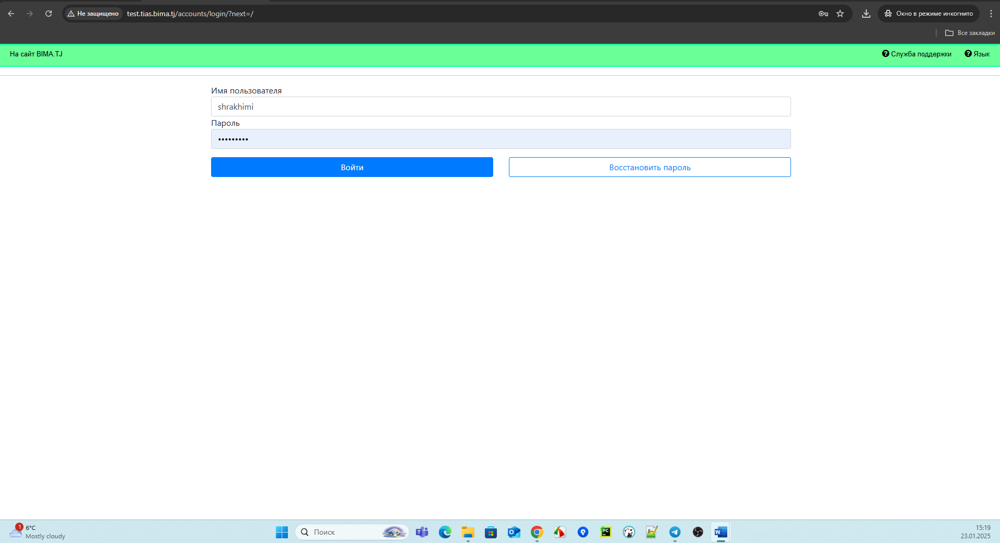 Не защищено test.tias.bima.tj/accounts/login/?next=/ Окно в режиме инкогнито
Все закладки
На сайт BIMA.TJ Служба поддержки Язык
Имя пользователя
shrakhimi
Пароль
•••••••••
Войти Восстановить пароль
1 6°C
Mostly cloudy
Поиск
15:19
23.01.2025